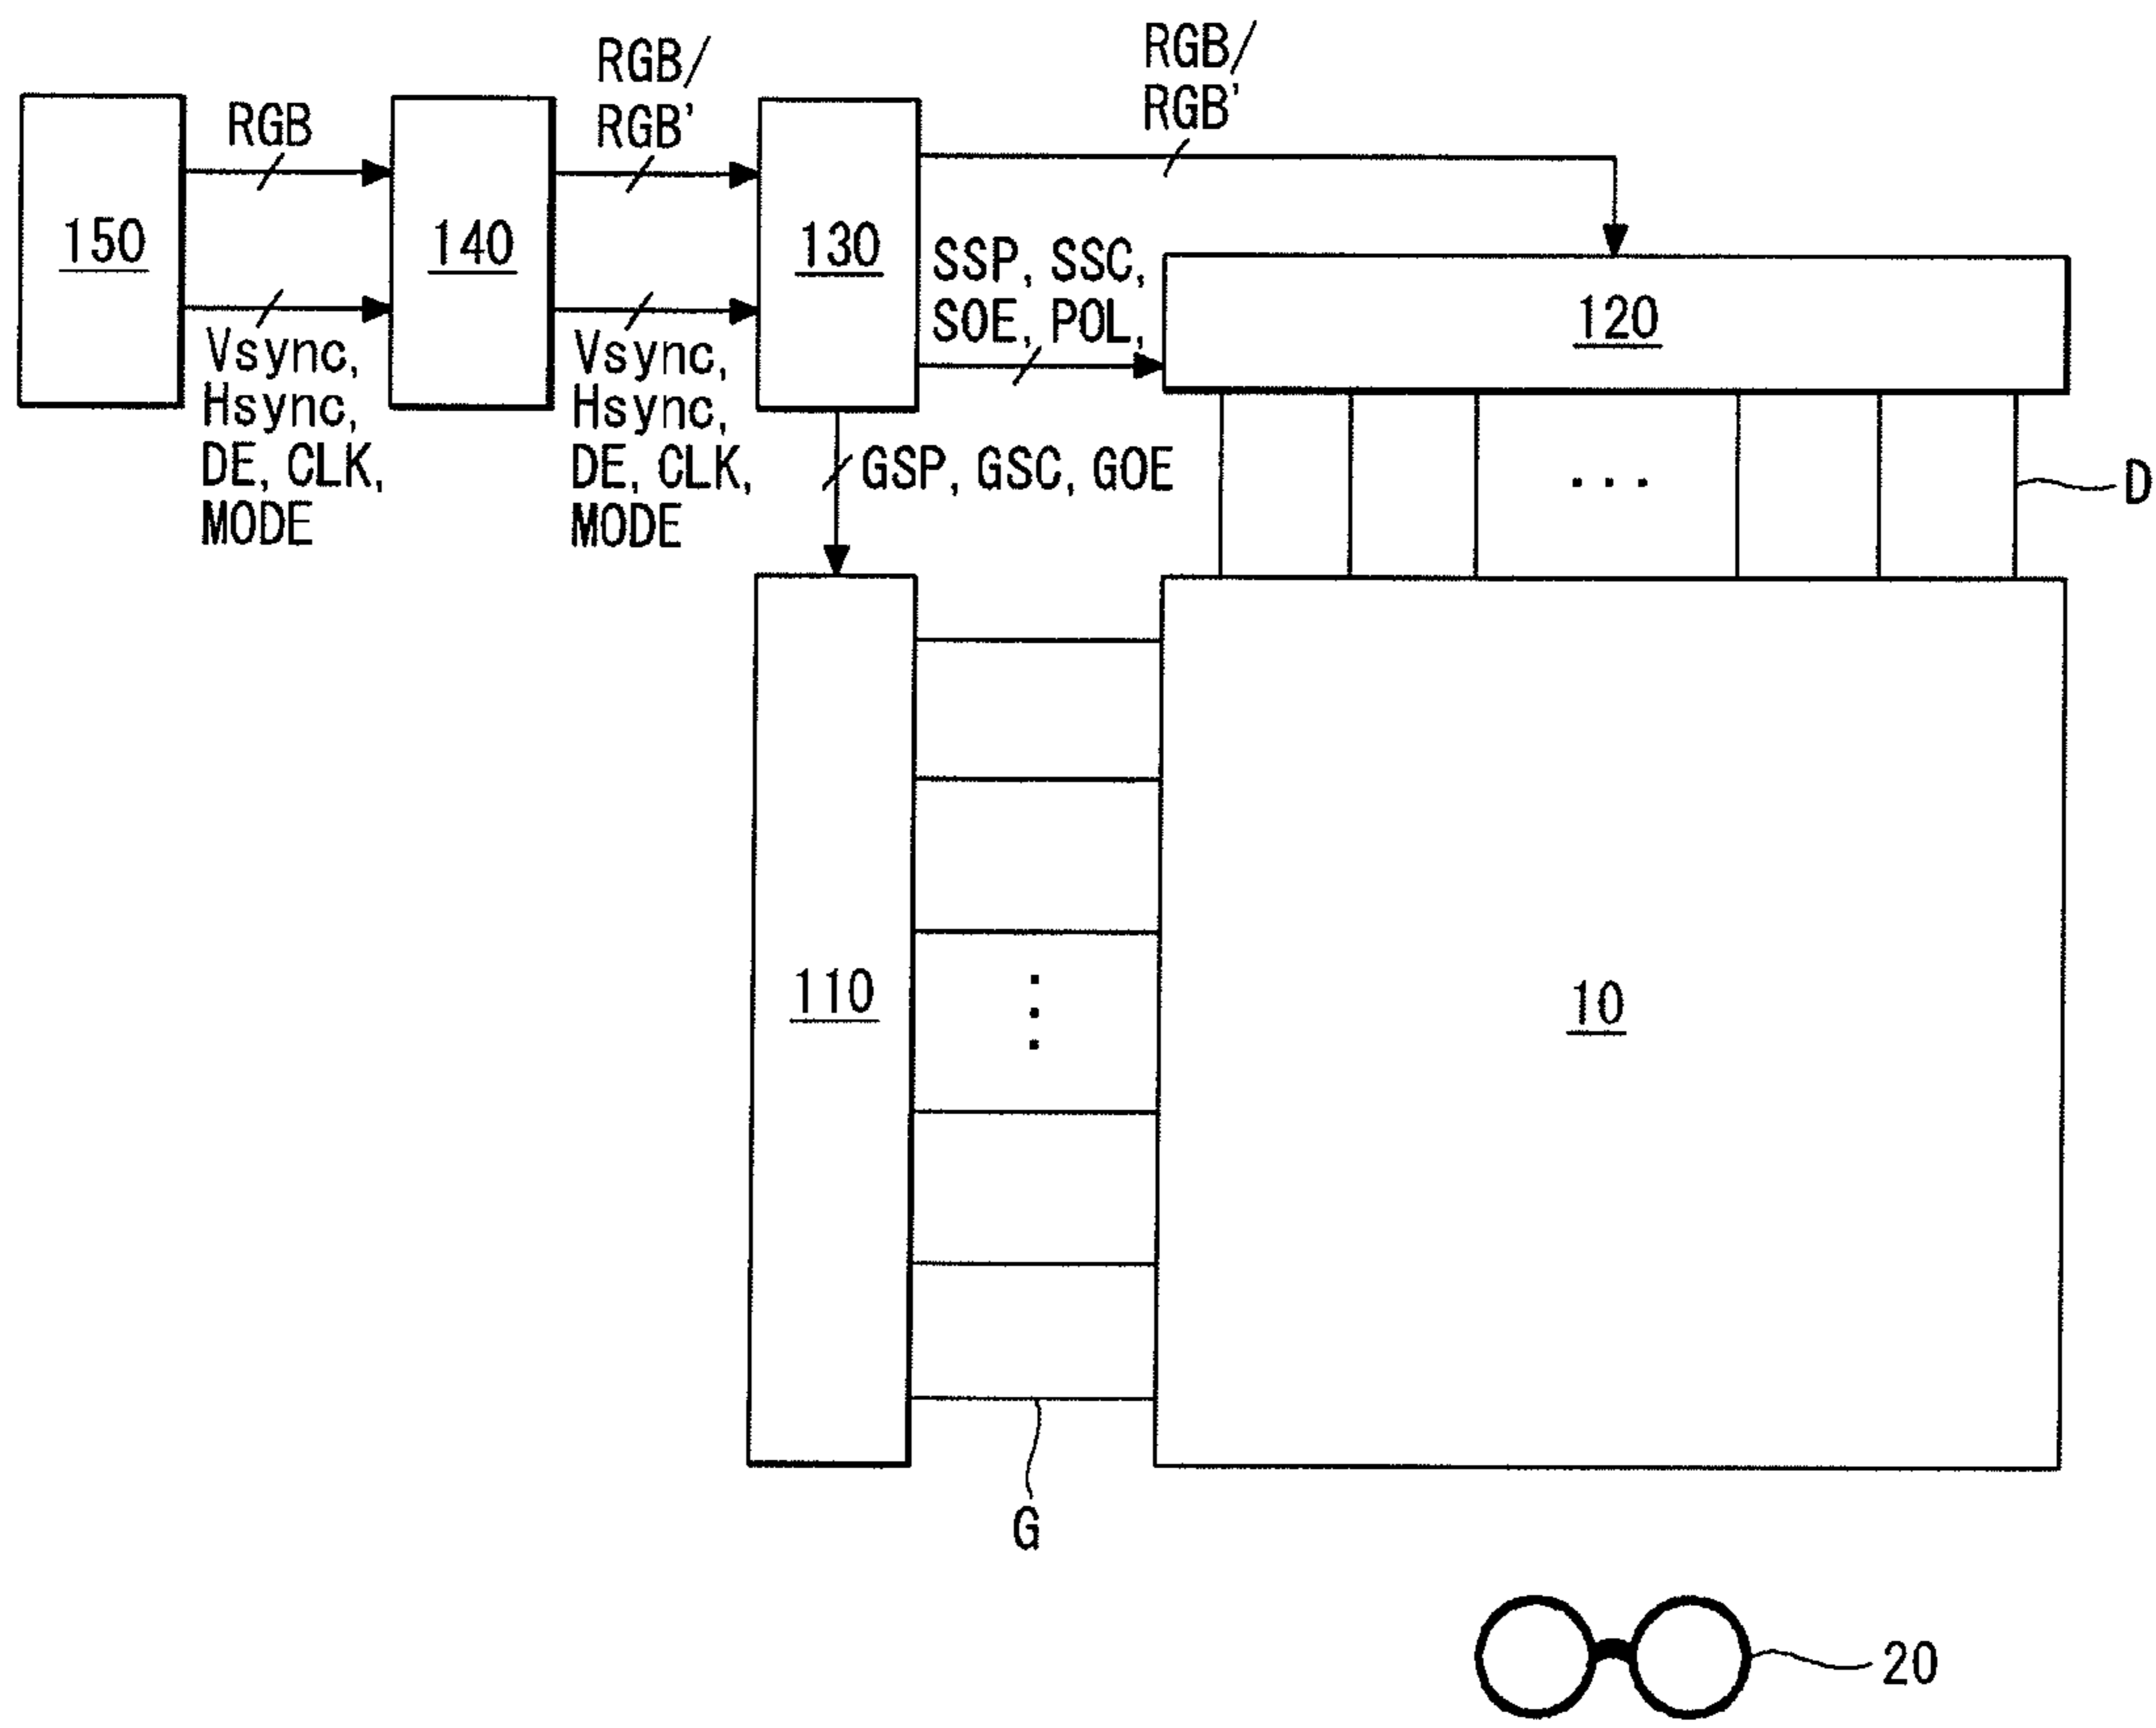 RGB
RGB/
RGB'
RGB/
RGB'
150
140
130
SSP, SSC,
SOE, POL,
120
Vsync,
Hsync,
DE, CLK,
MODE
Vsync,
Hsync,
DE, CLK,
MODE
GSP, GSC, GOE
...
D
110
10
G
20